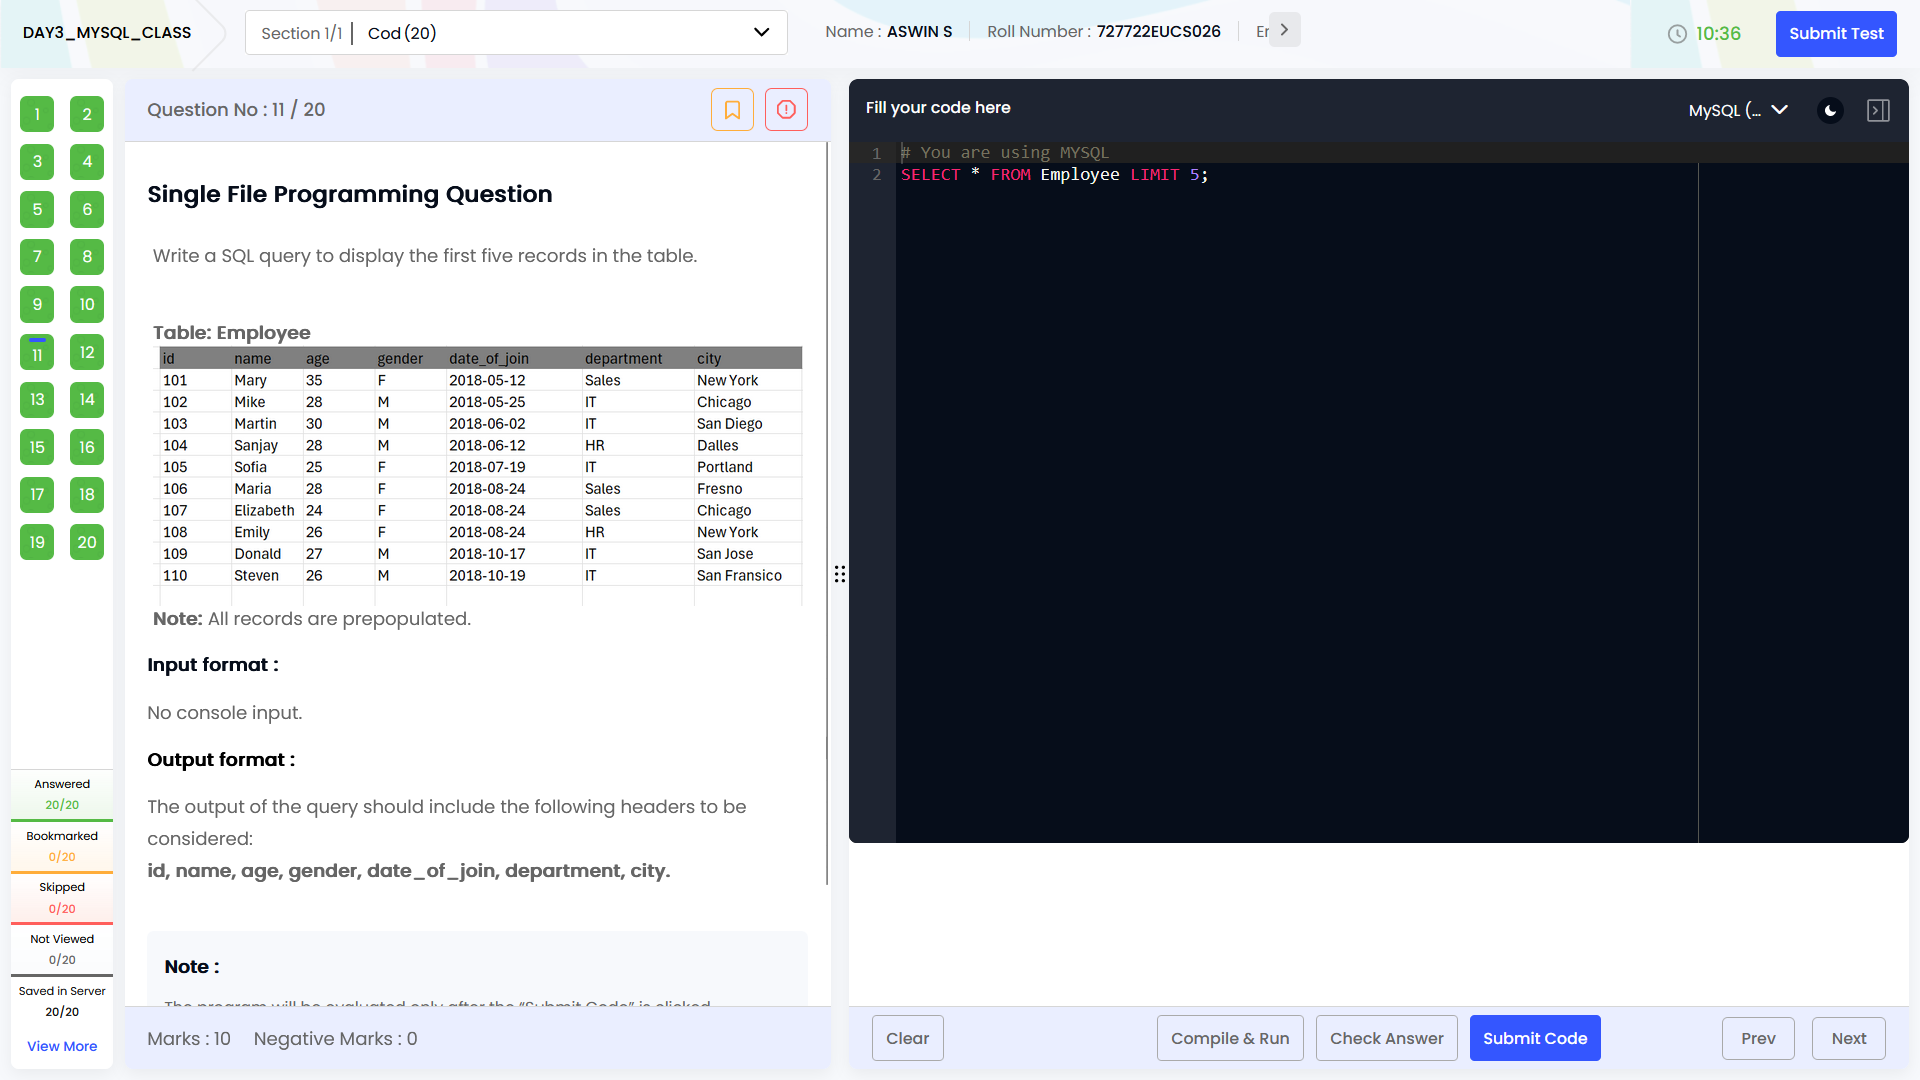 DAY3_MYSQL_CLASS
Section 1/1 | Cod (20)
Name : ASWIN S
Roll Number : 727722EUCS026
10:36
Submit Test
1 2
3 4
5 6
7 8
9 10
11 12
13 14
15 16
17 18
19 20
Answered
20/20
Bookmarked
0/20
Skipped
0/20
Not Viewed
0/20
Saved in Server
20/20
View More
Question No : 11 / 20
Single File Programming Question
Write a SQL query to display the first five records in the table.
Table: Employee
id name age gender date_of_join department city
101 Mary 35 F 2018-05-12 Sales New York
102 Mike 28 M 2018-05-25 IT Chicago
103 Martin 30 M 2018-06-02 IT San Diego
104 Sanjay 28 M 2018-06-12 HR Dalles
105 Sofia 25 F 2018-07-19 IT Portland
106 Maria 28 F 2018-08-24 Sales Fresno
107 Elizabeth 24 F 2018-08-24 Sales Chicago
108 Emily 26 F 2018-08-24 HR New York
109 Donald 27 M 2018-10-17 IT San Jose
110 Steven 26 M 2018-10-19 IT San Fransico
Note: All records are prepopulated.
Input format :
No console input.
Output format :
The output of the query should include the following headers to be
considered:
id, name, age, gender, date_of_join, department, city.
Note :
The program will be evaluated only after the “Submit Code” is clicked
Marks : 10 Negative Marks : 0
Fill your code here
MySQL (...
1 # You are using MYSQL
2 SELECT * FROM Employee LIMIT 5;
Clear
Compile & Run
Check Answer
Submit Code
Prev
Next